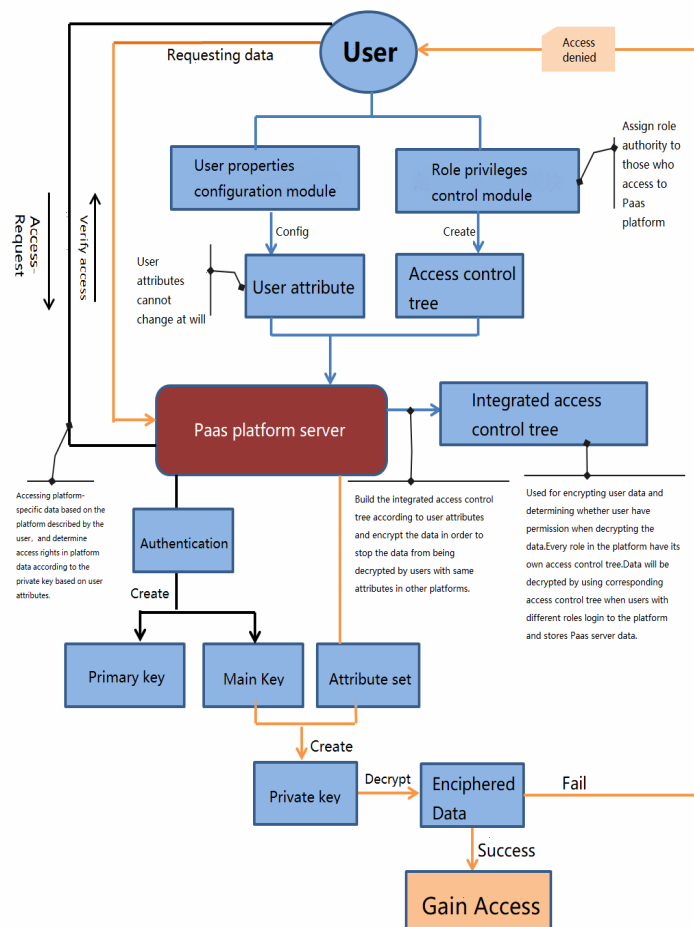 User
Access
denied
Requesting data
User properties
configuration module
Role privileges
control module
Assign role
authority to
those who
access to
Paas
platform
Access-
Request
Verify access
Config
Create
User
attributes
cannot
change at will
User attribute
Access control
tree
Paas platform server
Integrated access
control tree
Accessing platform-
specific data based on the
platform described by the
user, and determine
access rights in platform
data according to the
private key based on user
attributes.
Build the integrated access control
tree according to user attributes
and encrypt the data in order to
stop the data from being
decrypted by users with same
attributes in other platforms.
Used for encrypting user data and
determining whether user have
permission when decrypting the
data.Every role in the platform have its
own access control tree.Data will be
decrypted by using corresponding
access control tree when users with
different roles login to the platform
and stores Paas server data.
Authentication
Create
Primary key
Main Key
Attribute set
Create
Private key
Decrypt
Enciphered
Data
Fail
Success
Gain Access